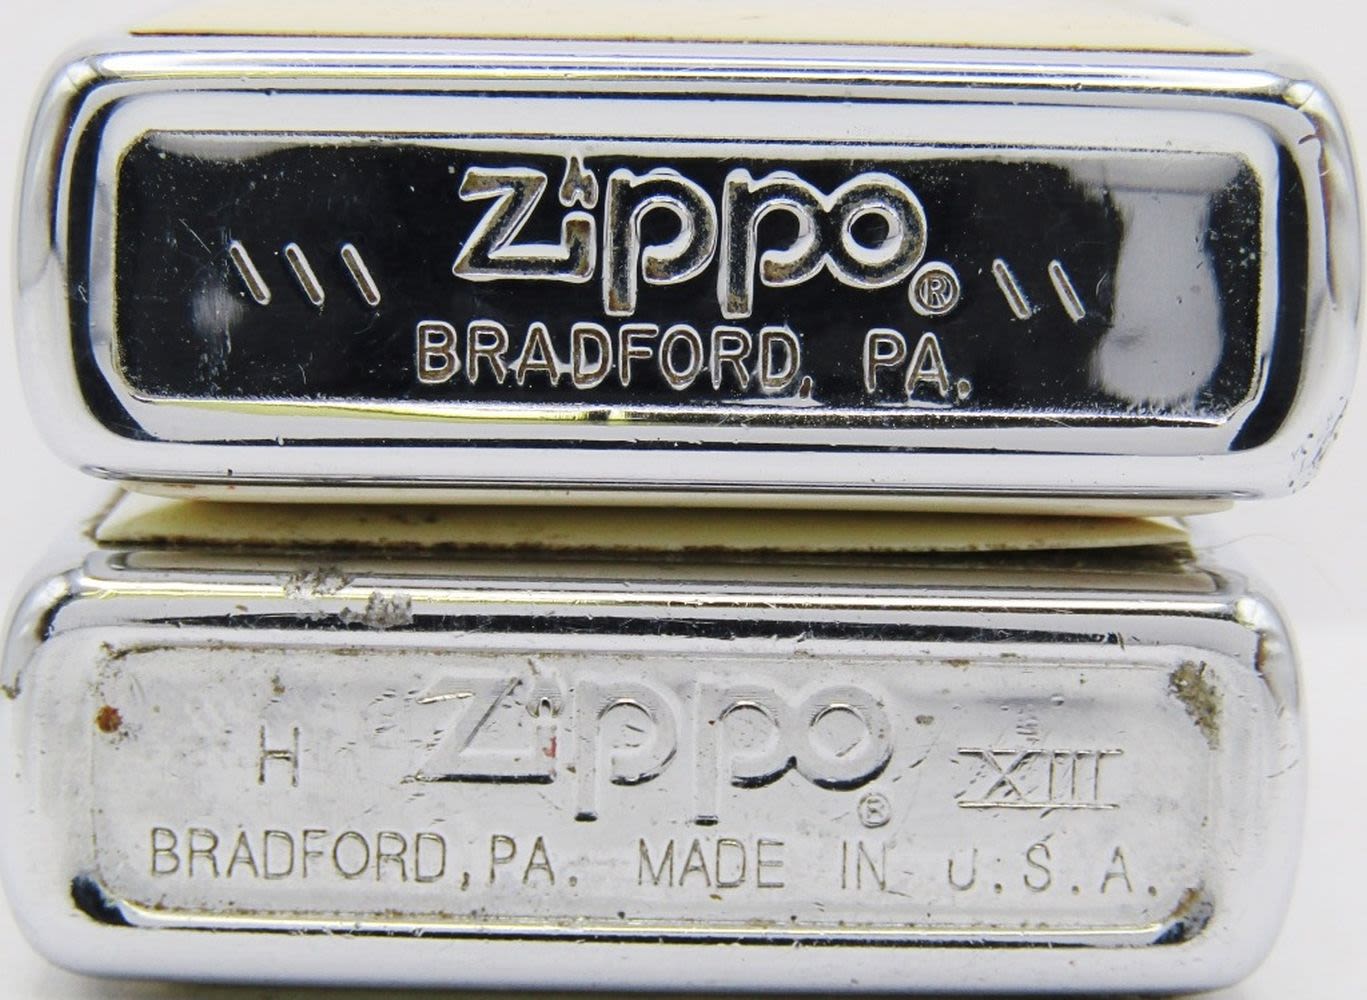 \\\ Zippo® \\
BRADFORD, PA.
H Zippo® XIII
BRADFORD, PA. MADE IN U.S.A.